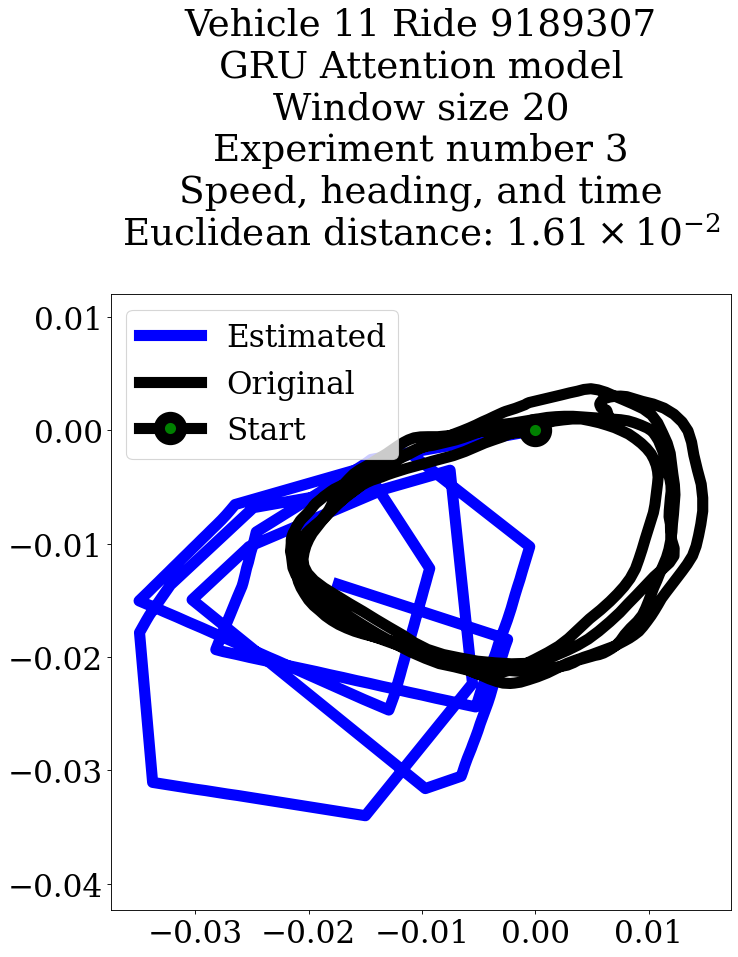 Vehicle 11 Ride 9189307
GRU Attention model
Window size 20
Experiment number 3
Speed, heading, and time
Euclidean distance: 1.61 × 10⁻²
0.01
0.00
−0.01
−0.02
−0.03
−0.04
Estimated
Original
Start
−0.03 −0.02 −0.01 0.00 0.01